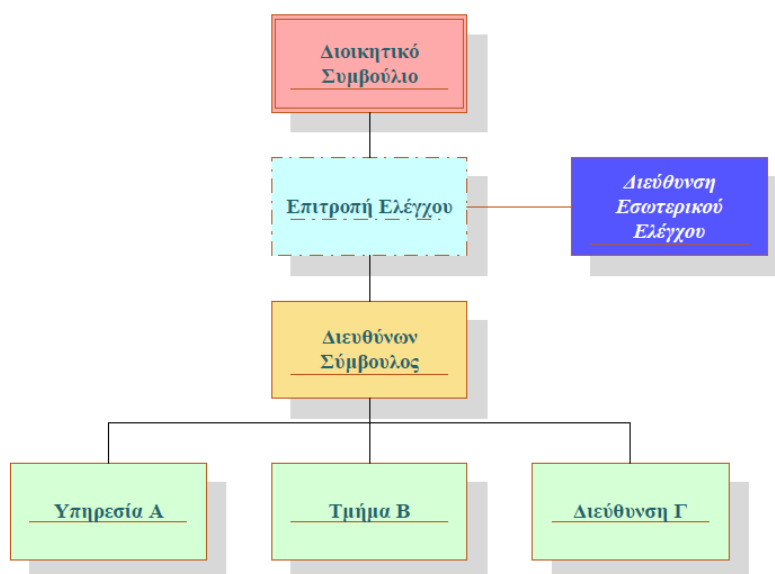 Διοικητικό
Συμβούλιο
Επιτροπή Ελέγχου
Διεύθυνση
Εσωτερικού
Ελέγχου
Διευθύνων
Σύμβουλος
Υπηρεσία Α
Τμήμα Β
Διεύθυνση Γ